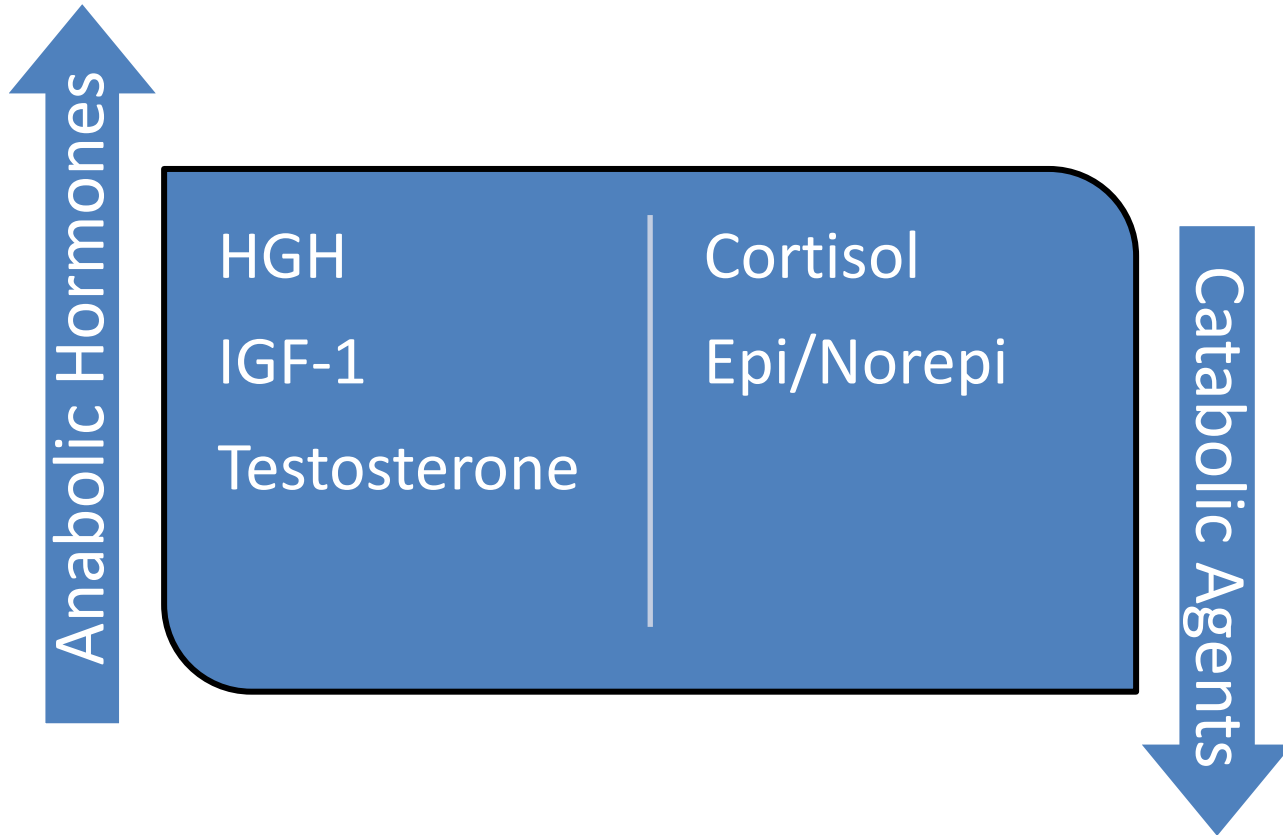 Anabolic Hormones
HGH
IGF-1
Testosterone
Cortisol
Epi/Norepi
Catabolic Agents